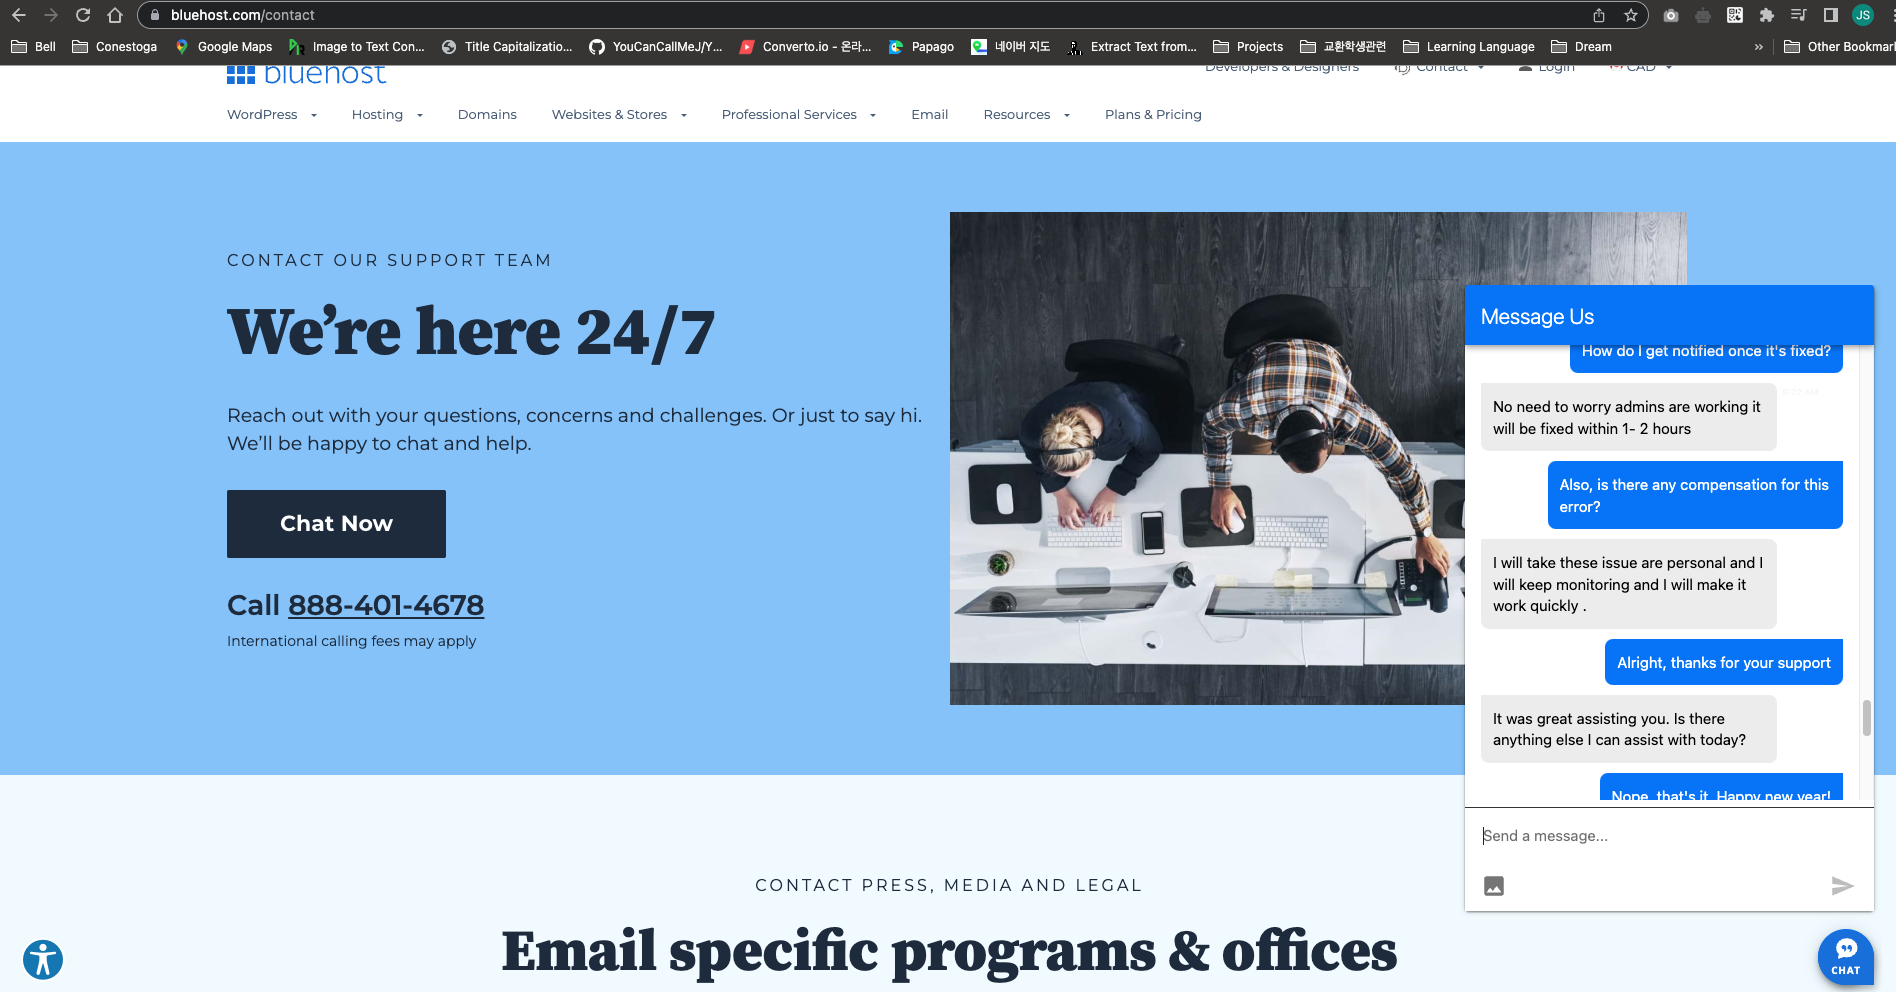 bluehost.com/contact
JS
Bell
Conestoga
Google Maps
Image to Text Con...
Title Capitalizatio...
YouCanCallMeJ/Y...
Converto.io - 온라...
Papago
네이버 지도
Extract Text from...
Projects
교환학생관련
Learning Language
Dream
»
Other Bookmark
bluehost
Developers & Designers
Contact
Login
CAD
WordPress
Hosting
Domains
Websites & Stores
Professional Services
Email
Resources
Plans & Pricing
CONTACT OUR SUPPORT TEAM
We're here 24/7
Reach out with your questions, concerns and challenges. Or just to say hi.
We'll be happy to chat and help.
Chat Now
Call 888-401-4678
International calling fees may apply
Message Us
How do I get notified once it's fixed?
No need to worry admins are working it
will be fixed within 1- 2 hours
Also, is there any compensation for this
error?
I will take these issue are personal and I
will keep monitoring and I will make it
work quickly .
Alright, thanks for your support
It was great assisting you. Is there
anything else I can assist with today?
Nope, that's it. Happy new year!
Send a message...
CONTACT PRESS, MEDIA AND LEGAL
Email specific programs & offices
CHAT